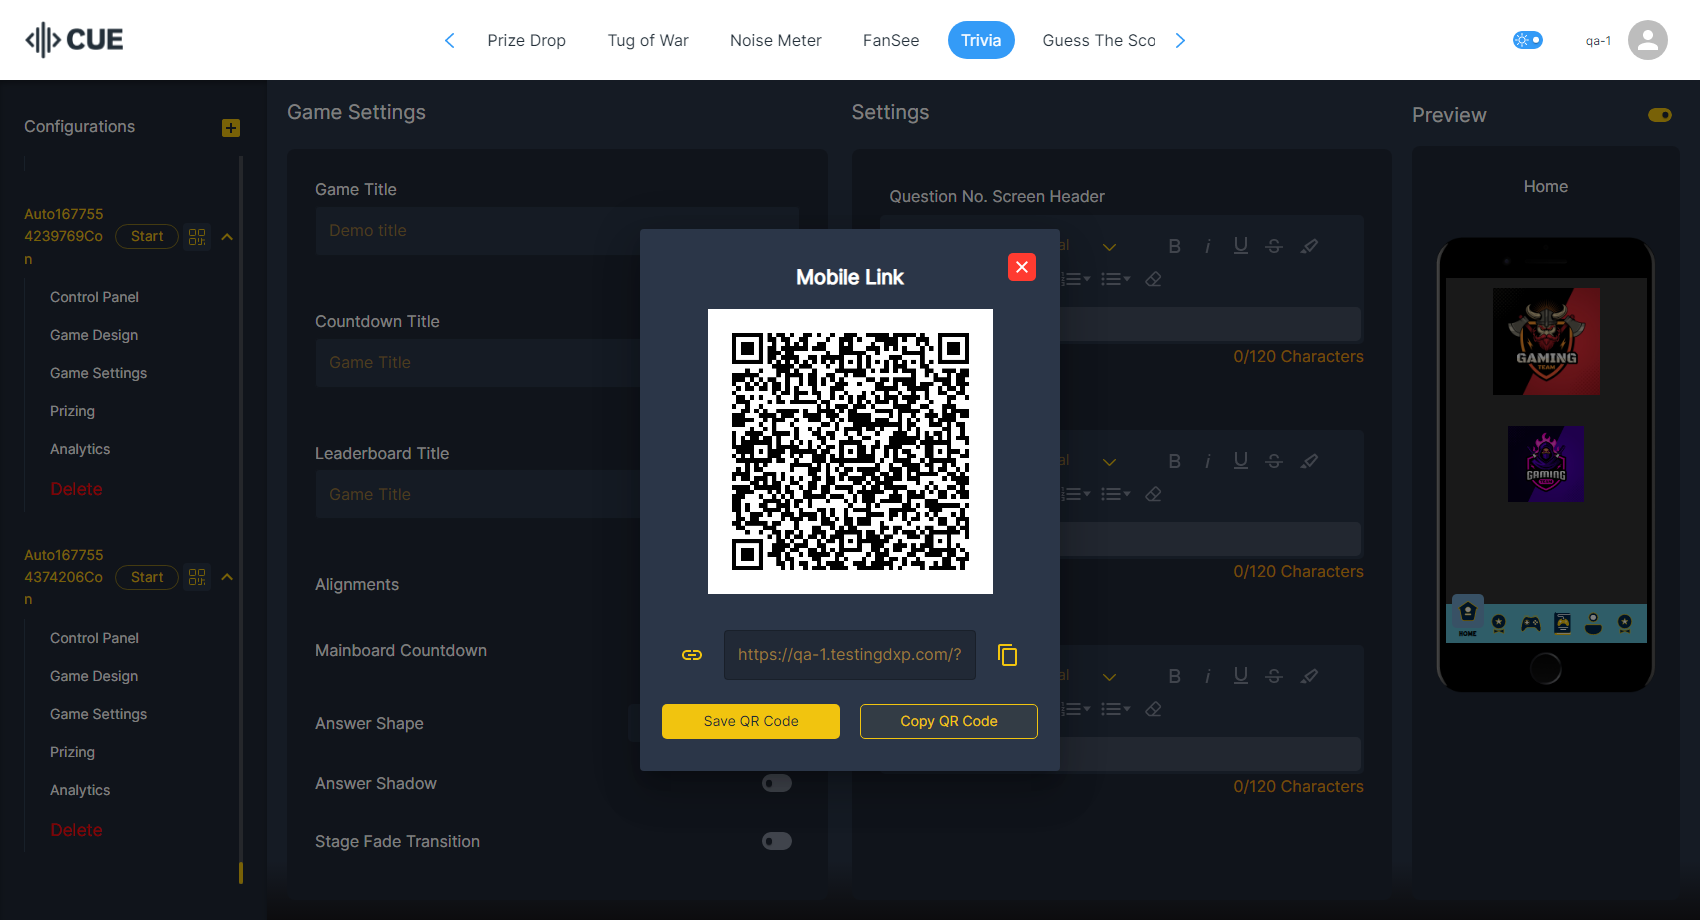 CUE
Prize Drop
Tug of War
Noise Meter
FanSee
Trivia
Guess The Sco
qa-1
Configurations
Auto167755
4239769Co
n
Start
Control Panel
Game Design
Game Settings
Prizing
Analytics
Delete
Auto167755
4374206Co
n
Start
Control Panel
Game Design
Game Settings
Prizing
Analytics
Delete
Game Settings
Game Title
Demo title
Countdown Title
Game Title
Leaderboard Title
Game Title
Alignments
Mainboard Countdown
Answer Shape
Answer Shadow
Stage Fade Transition
Settings
Question No. Screen Header
al
B i U S
0/120 Characters
al
B i U S
0/120 Characters
al
B i U S
0/120 Characters
Mobile Link
https://qa-1.testingdxp.com/?
Save QR Code
Copy QR Code
Preview
Home
GAMING
TEAM
GAMING
HOME